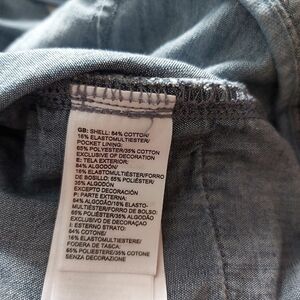 GB: SHELL: 84% COTTON/
16% ELASTOMULTIESTER/
POCKET LINING:
65% POLYESTER/35% COTTON
EXCLUSIVE OF DECORATION
E: TELA EXTERIOR:
84% ALGODÓN/
16% ELASTOMULTIÉSTER/FORRO
DE BOLSILLO: 65% POLIÉSTER/
35% ALGODÓN
EXCEPTO DECORACIÓN
P: PARTE EXTERNA:
84% ALGODÃO/16% ELASTO-
MULTIÉSTER/FORRO DE BOLSO:
65% POLIÉSTER/35% ALGODÃO
EXCLUSIVO DE DECORAÇÃO
I: ESTERNO STRATO:
84% COTONE/
16% ELASTOMULTIESTERE/
FODERA DE TASCA:
65% POLIESTERE/35% COTONE
SENZA DECORAZIONE